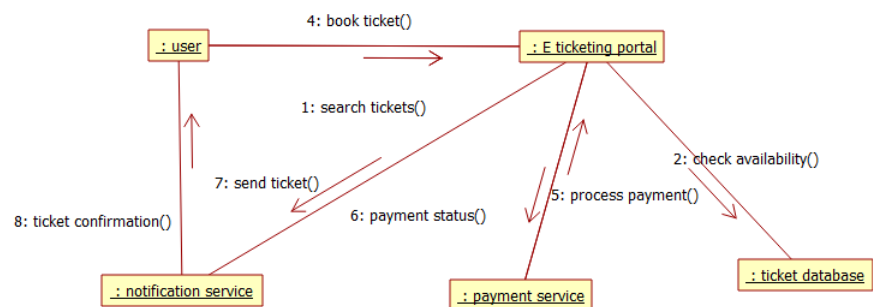 4: book ticket()
: user
: E ticketing portal
1: search tickets()
2: check availability()
7: send ticket()
5: process payment()
6: payment status()
8: ticket confirmation()
: ticket database
: notification service
: payment service